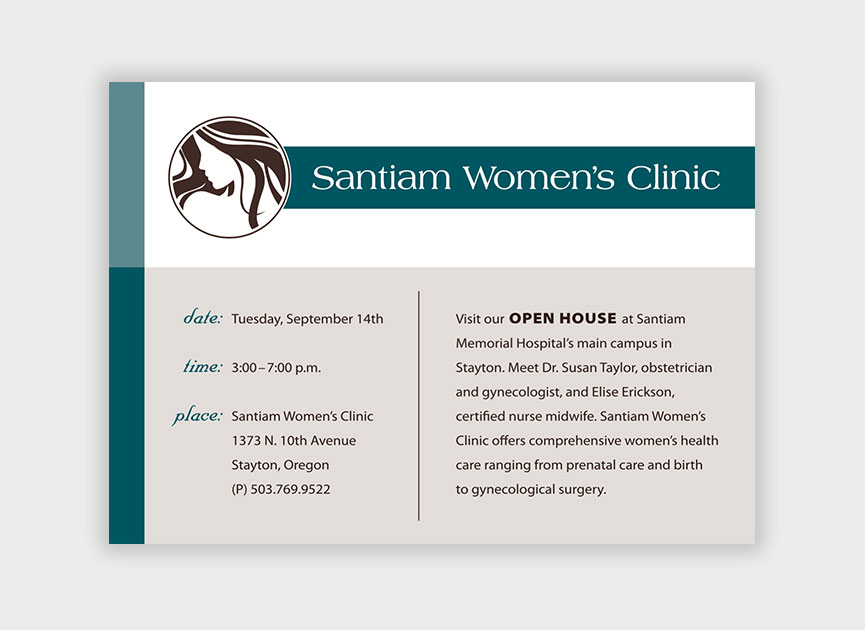 Santiam Women's Clinic
date: Tuesday, September 14th
time: 3:00–7:00 p.m.
place: Santiam Women's Clinic
1373 N. 10th Avenue
Stayton, Oregon
(P) 503.769.9522
Visit our OPEN HOUSE at Santiam
Memorial Hospital's main campus in
Stayton. Meet Dr. Susan Taylor, obstetrician
and gynecologist, and Elise Erickson,
certified nurse midwife. Santiam Women's
Clinic offers comprehensive women's health
care ranging from prenatal care and birth
to gynecological surgery.